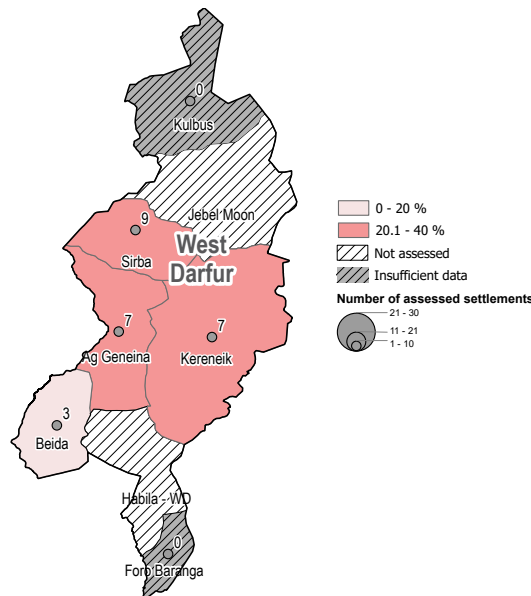 0
Kulbus
Jebel Moon
9
Sirba
West
Darfur
7
Ag Geneina
7
Kereneik
3
Beida
Habila - WD
0
Foro Baranga
0 - 20 %
20.1 - 40 %
Not assessed
Insufficient data
Number of assessed settlements
21 - 30
11 - 21
1 - 10